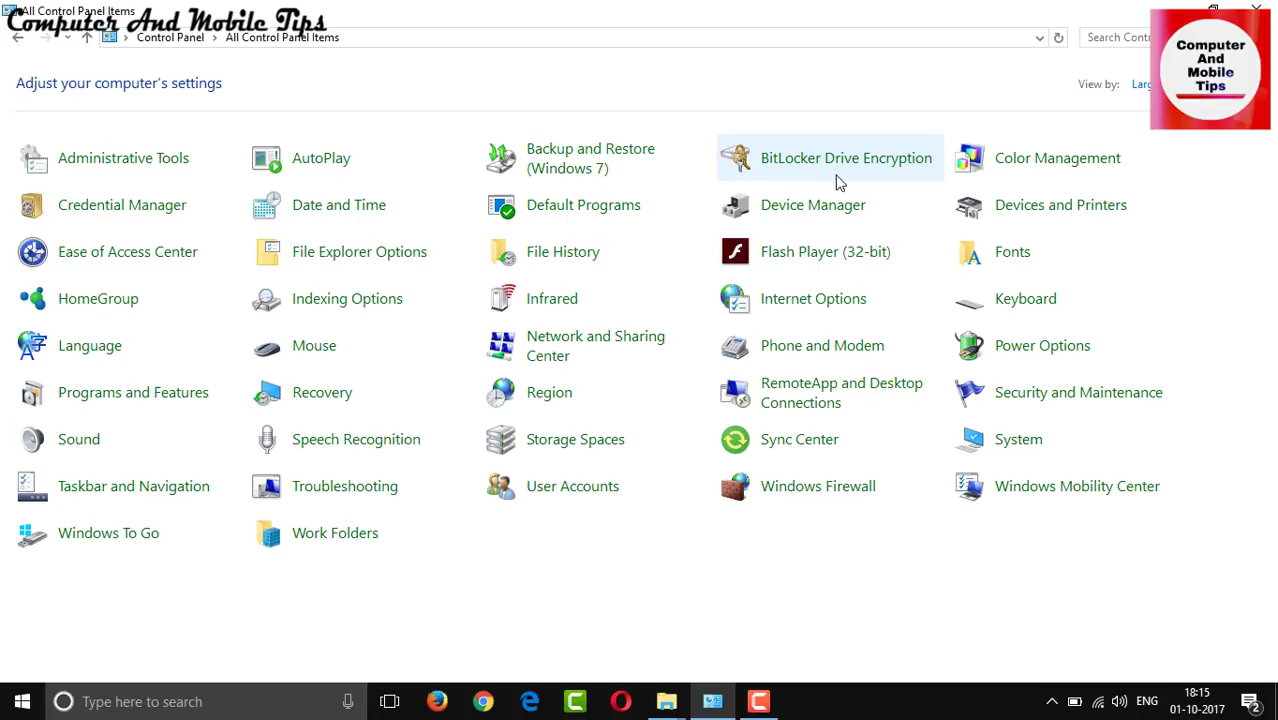 All Control Panel Items
Computer And Mobile Tips
Control Panel > All Control Panel Items
Search Cont
Computer
And
Mobile
Tips
Adjust your computer's settings
View by: Larg
Administrative Tools
AutoPlay
Backup and Restore
(Windows 7)
BitLocker Drive Encryption
Color Management
Credential Manager
Date and Time
Default Programs
Device Manager
Devices and Printers
Ease of Access Center
File Explorer Options
File History
Flash Player (32-bit)
Fonts
HomeGroup
Indexing Options
Infrared
Internet Options
Keyboard
Language
Mouse
Network and Sharing
Center
Phone and Modem
Power Options
Programs and Features
Recovery
Region
RemoteApp and Desktop
Connections
Security and Maintenance
Sound
Speech Recognition
Storage Spaces
Sync Center
System
Taskbar and Navigation
Troubleshooting
User Accounts
Windows Firewall
Windows Mobility Center
Windows To Go
Work Folders
Type here to search
ENG
18:15
01-10-2017
2